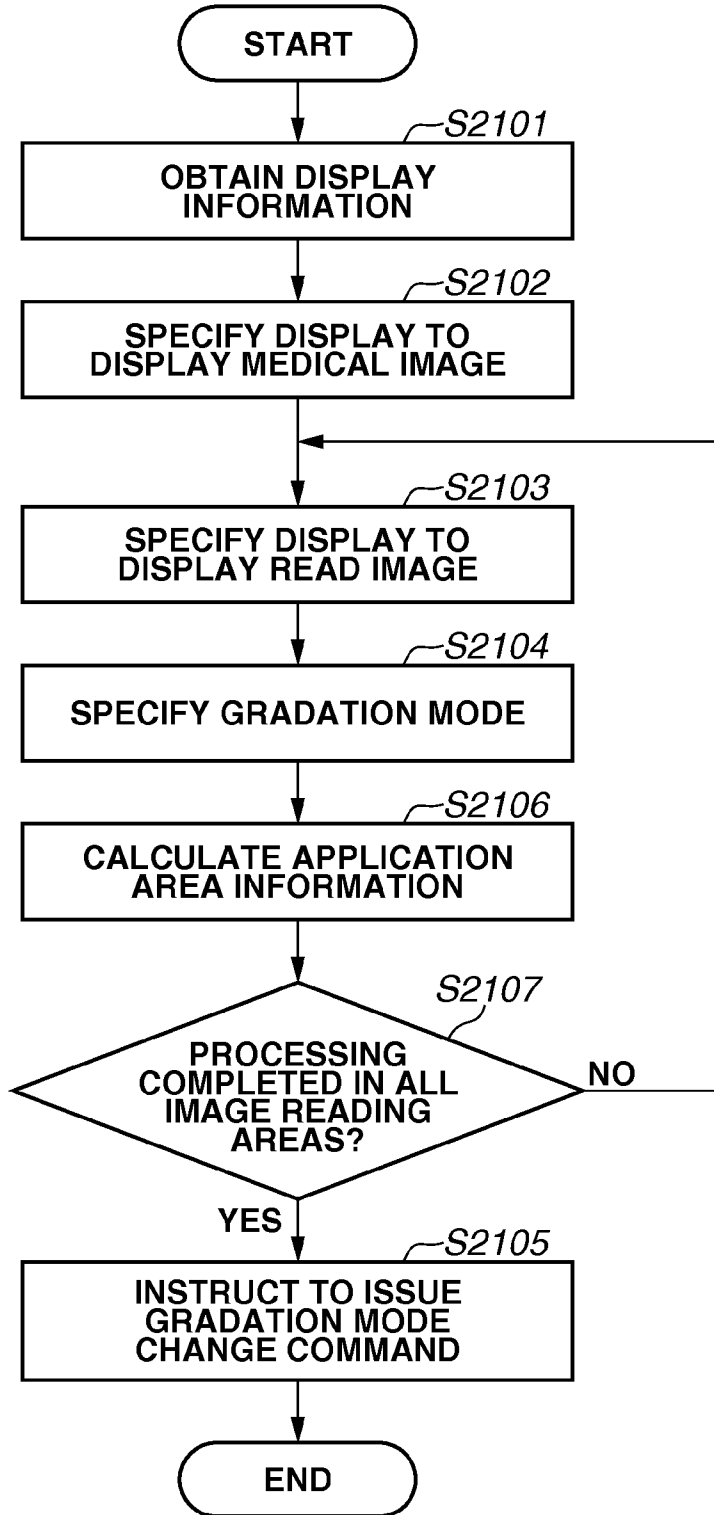 START
S2101
OBTAIN DISPLAY
INFORMATION
S2102
SPECIFY DISPLAY TO
DISPLAY MEDICAL IMAGE
S2103
SPECIFY DISPLAY TO
DISPLAY READ IMAGE
S2104
SPECIFY GRADATION MODE
S2106
CALCULATE APPLICATION
AREA INFORMATION
S2107
PROCESSING
COMPLETED IN ALL
IMAGE READING
AREAS?
NO
YES
S2105
INSTRUCT TO ISSUE
GRADATION MODE
CHANGE COMMAND
END